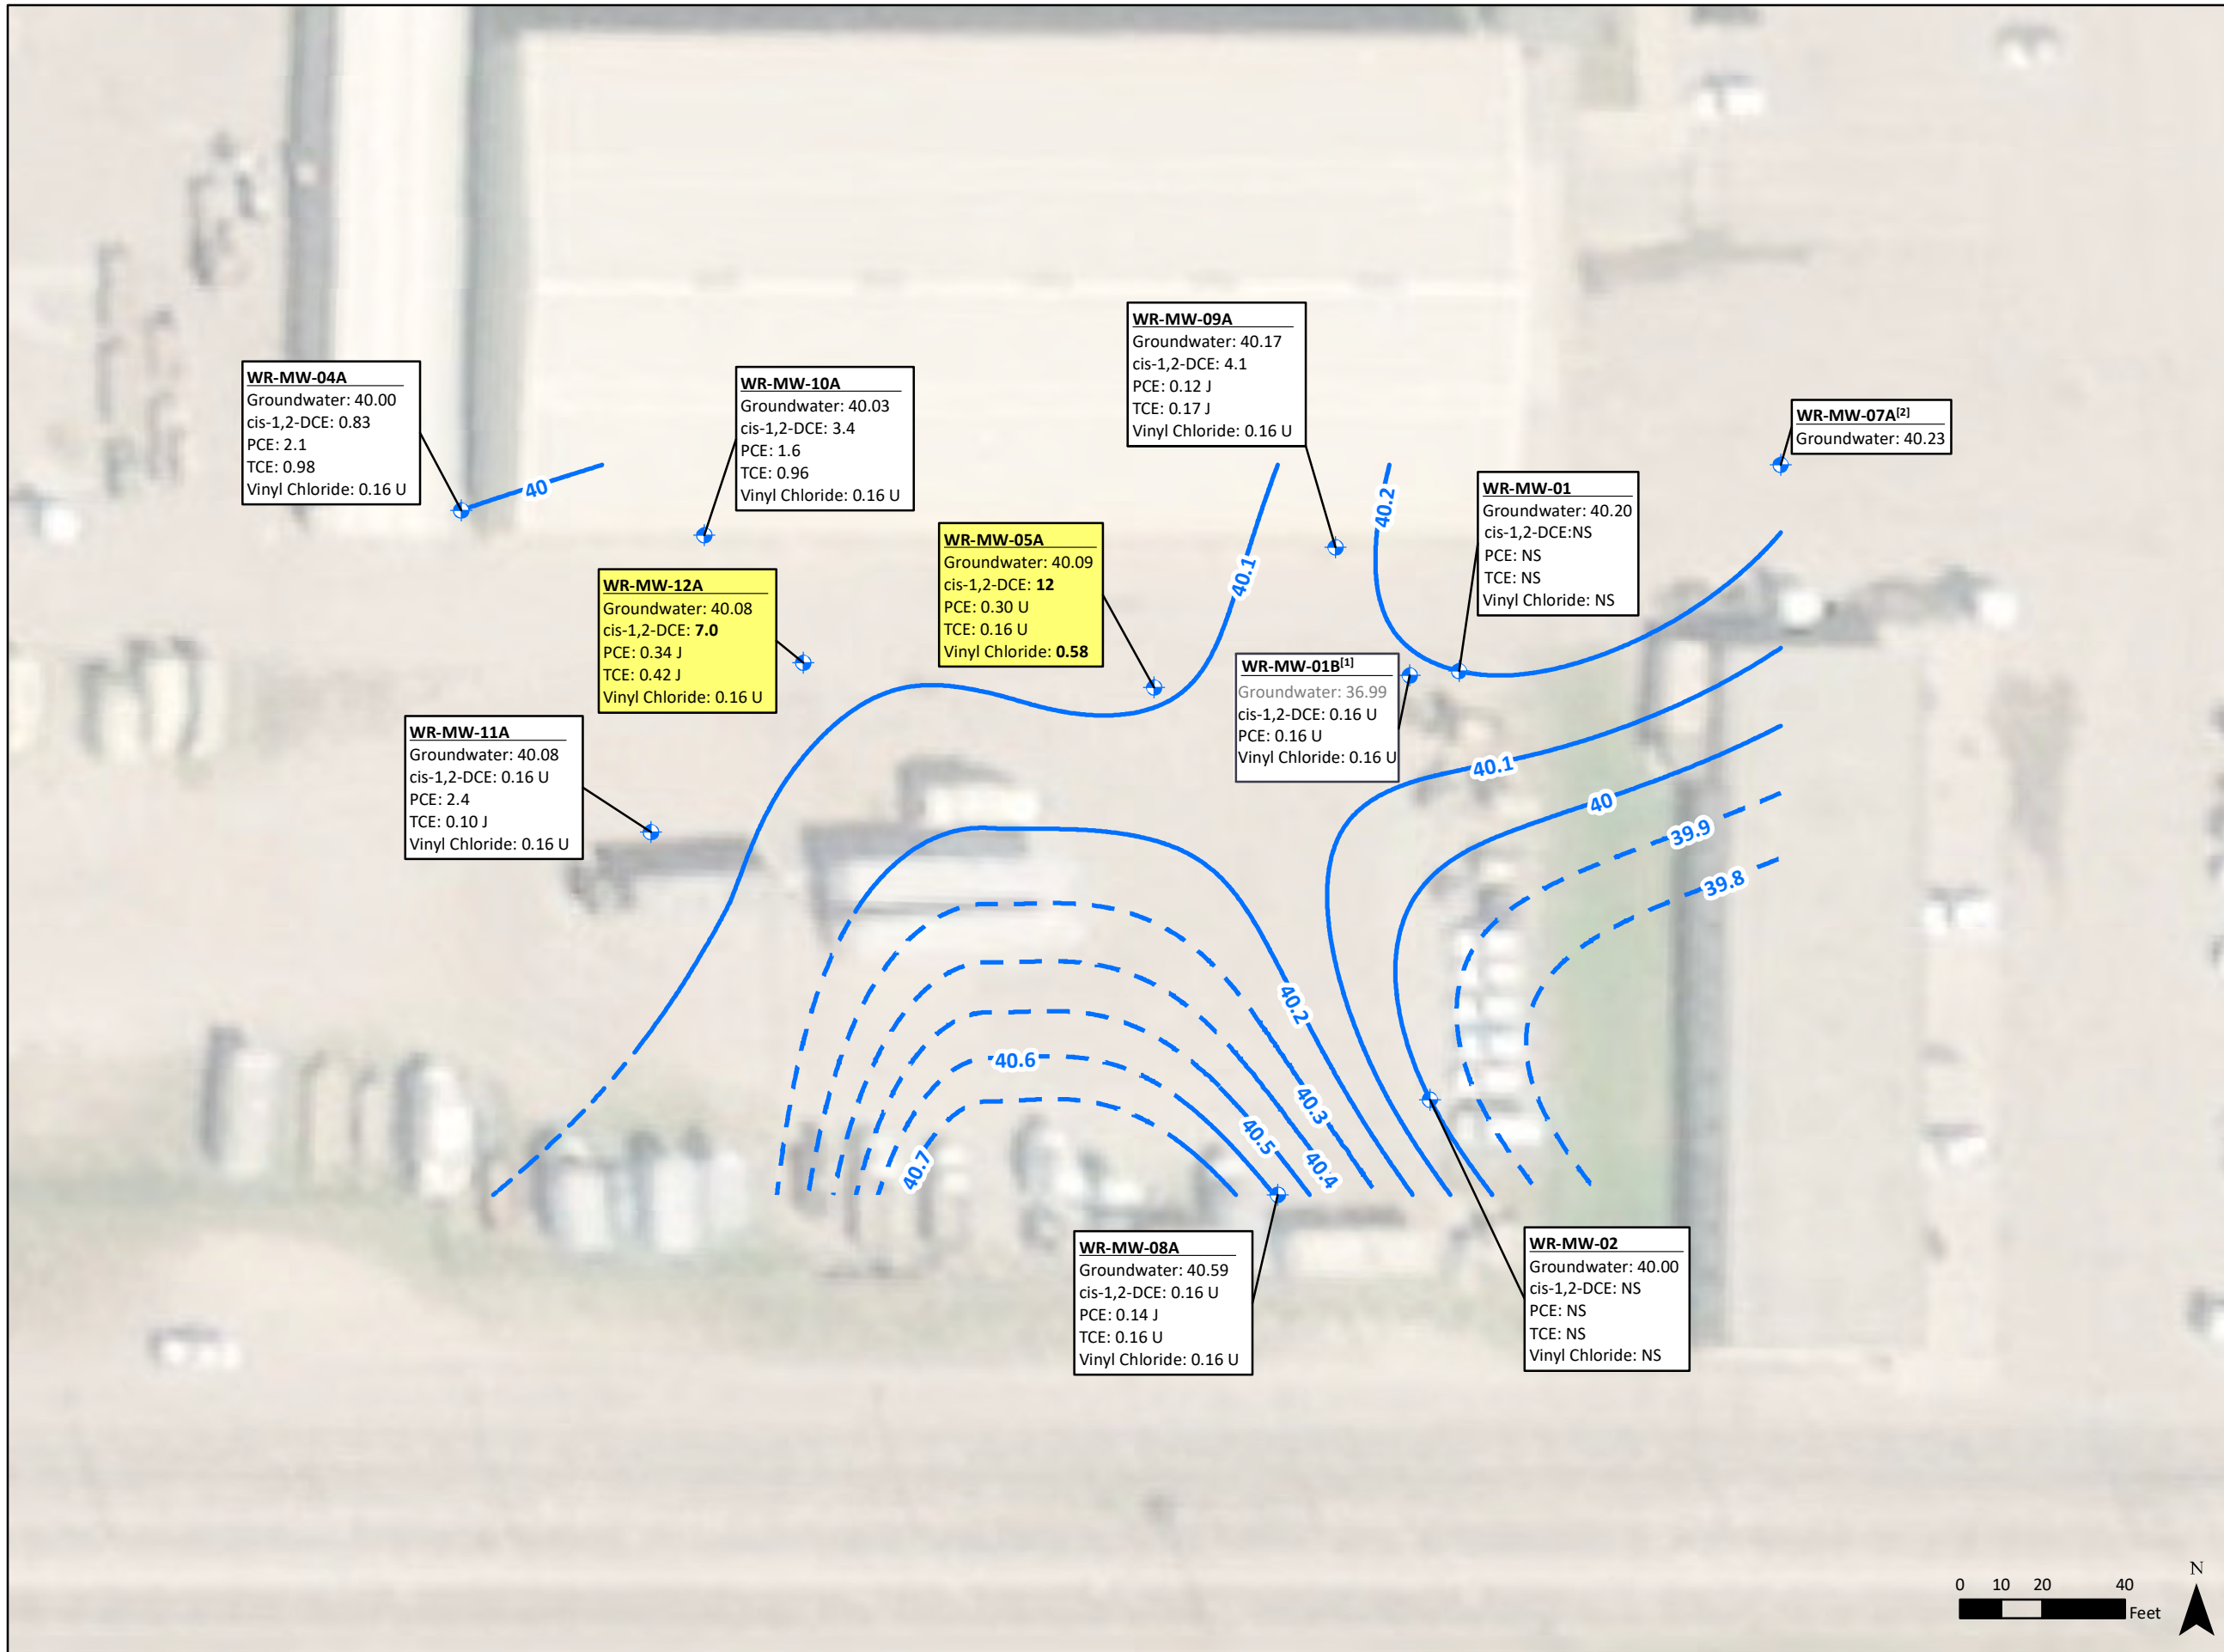 WR-MW-09A
Groundwater: 40.17
cis-1,2-DCE: 4.1
PCE: 0.12 J
TCE: 0.17 J
Vinyl Chloride: 0.16 U
WR-MW-04A
Groundwater: 40.00
cis-1,2-DCE: 0.83
PCE: 2.1
TCE: 0.98
Vinyl Chloride: 0.16 U
WR-MW-10A
Groundwater: 40.03
cis-1,2-DCE: 3.4
PCE: 1.6
TCE: 0.96
Vinyl Chloride: 0.16 U
WR-MW-07A[2]
Groundwater: 40.23
WR-MW-01
Groundwater: 40.20
cis-1,2-DCE:NS
PCE: NS
TCE: NS
Vinyl Chloride: NS
40
40.2
40.1
WR-MW-05A
Groundwater: 40.09
cis-1,2-DCE: 12
PCE: 0.30 U
TCE: 0.16 U
Vinyl Chloride: 0.58
WR-MW-12A
Groundwater: 40.08
cis-1,2-DCE: 7.0
PCE: 0.34 J
TCE: 0.42 J
Vinyl Chloride: 0.16 U
WR-MW-01B[1]
Groundwater: 36.99
cis-1,2-DCE: 0.16 U
PCE: 0.16 U
Vinyl Chloride: 0.16 U
WR-MW-11A
Groundwater: 40.08
cis-1,2-DCE: 0.16 U
PCE: 2.4
TCE: 0.10 J
Vinyl Chloride: 0.16 U
40.1
40
39.9
39.8
40.2
40.6
40.3
40.5
40.4
40.7
WR-MW-08A
Groundwater: 40.59
cis-1,2-DCE: 0.16 U
PCE: 0.14 J
TCE: 0.16 U
Vinyl Chloride: 0.16 U
WR-MW-02
Groundwater: 40.00
cis-1,2-DCE: NS
PCE: NS
TCE: NS
Vinyl Chloride: NS
N
0 10 20 40
Feet